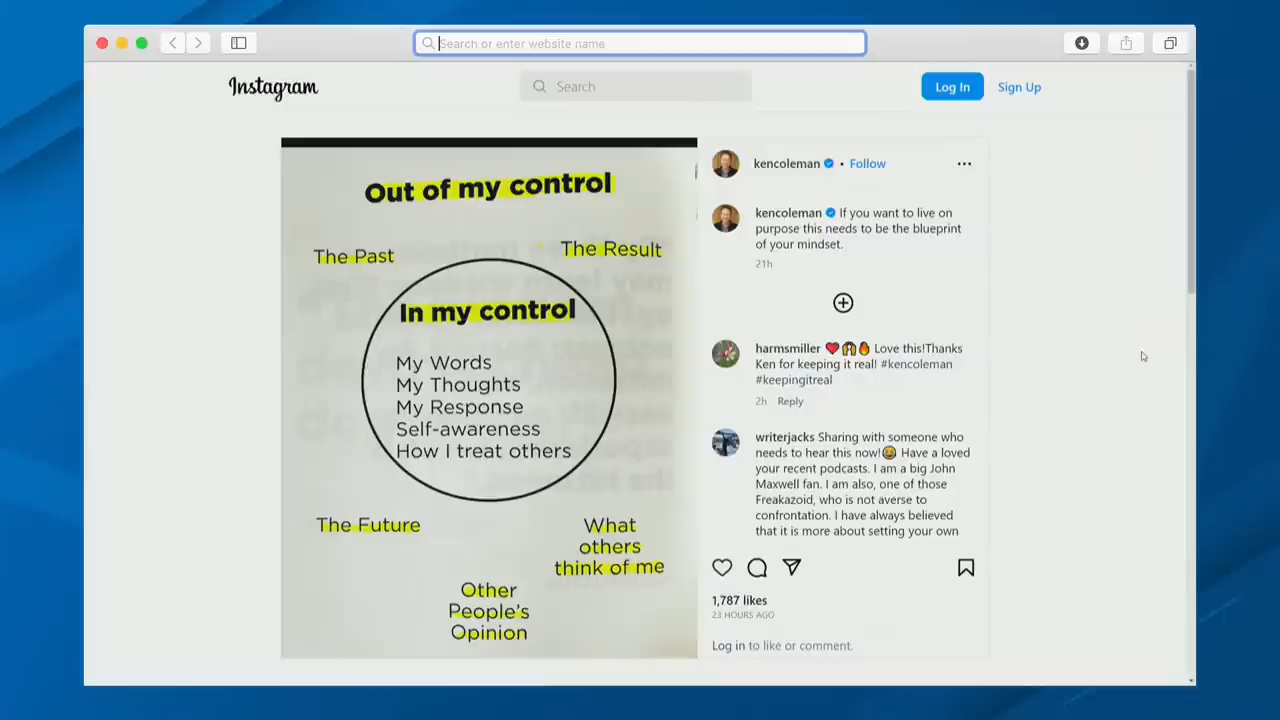 Search or enter website name
Instagram
Search
Log In
Sign Up
Out of my control
The Past
The Result
In my control
My Words
My Thoughts
My Response
Self-awareness
How I treat others
The Future
What
others
think of me
Other
People's
Opinion
kencoleman • Follow
kencoleman If you want to live on
purpose this needs to be the blueprint
of your mindset.
21h
harmsmiller ❤️🙌🔥 Love this!Thanks
Ken for keeping it real! #kencoleman
#keepingitreal
2h Reply
writerjacks Sharing with someone who
needs to hear this now!😂 Have a loved
your recent podcasts. I am a big John
Maxwell fan. I am also, one of those
Freakazoid, who is not averse to
confrontation. I have always believed
that it is more about setting your own
1,787 likes
23 HOURS AGO
Log in to like or comment.